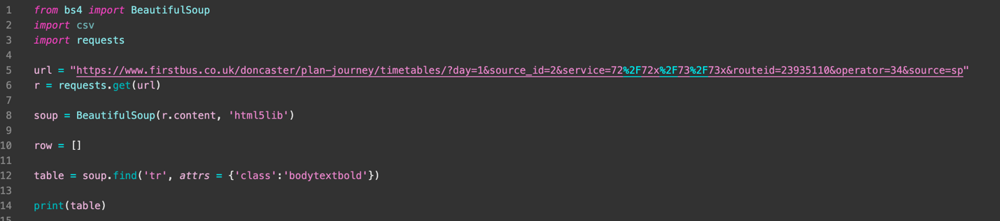 1 from bs4 import BeautifulSoup
2 import csv
3 import requests
4
5 url = "https://www.firstbus.co.uk/doncaster/plan-journey/timetables/?day=1&source_id=2&service=72%2F72x%2F73%2F73x&routeid=23935110&operator=34&source=sp"
6 r = requests.get(url)
7
8 soup = BeautifulSoup(r.content, 'html5lib')
9
10 row = []
11
12 table = soup.find('tr', attrs = {'class':'bodytextbold'})
13
14 print(table)
15